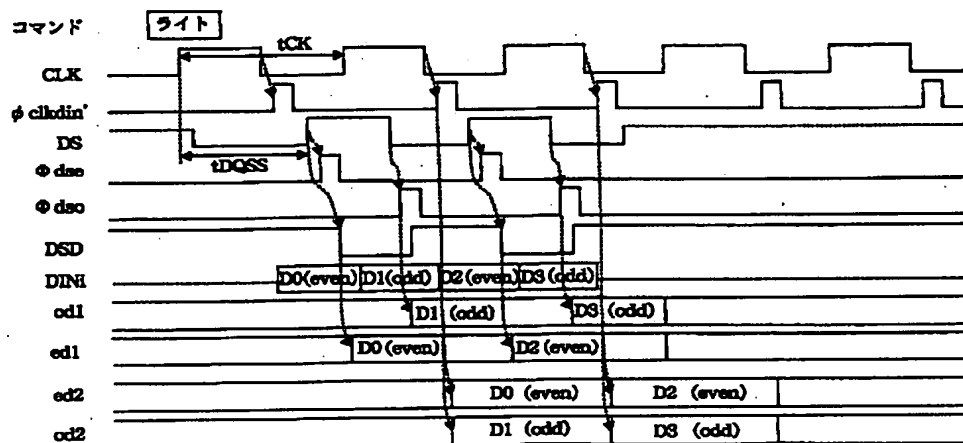 コマンド ライト
tCK
CLK
φ clkdin'
DS
tDQSS
Φ dse
Φ dso
DSD
DINi D0(even) D1(odd) D2(even) D3(odd)
od1 D1 (odd) D3 (odd)
ed1 D0(even) D2(even)
ed2 D0 (even) D2 (even)
od2 D1 (odd) D3 (odd)